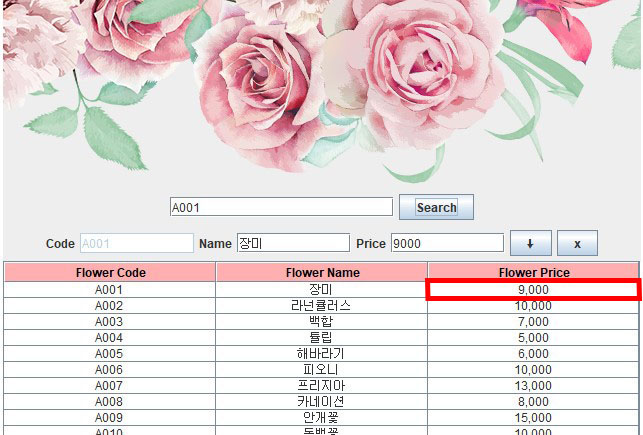 A001 Search
Code A001 Name 장미 Price 9000 ↓ x
Flower Code Flower Name Flower Price
A001 장미 9,000
A002 라넌큘러스 10,000
A003 백합 7,000
A004 튤립 5,000
A005 해바라기 6,000
A006 피오니 10,000
A007 프리지아 13,000
A008 카네이션 8,000
A009 안개꽃 15,000
A010 동백꽃 10,000